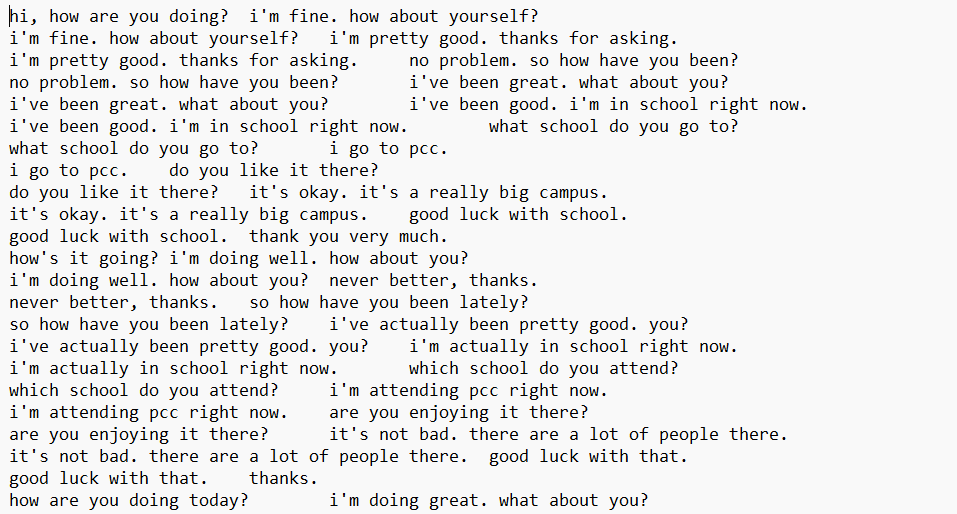 hi, how are you doing?	i'm fine. how about yourself?
i'm fine. how about yourself?	i'm pretty good. thanks for asking.
i'm pretty good. thanks for asking.	no problem. so how have you been?
no problem. so how have you been?	i've been great. what about you?
i've been great. what about you?	i've been good. i'm in school right now.
i've been good. i'm in school right now.	what school do you go to?
what school do you go to?	i go to pcc.
i go to pcc.	do you like it there?
do you like it there?	it's okay. it's a really big campus.
it's okay. it's a really big campus.	good luck with school.
good luck with school.	thank you very much.
how's it going?	i'm doing well. how about you?
i'm doing well. how about you?	never better, thanks.
never better, thanks.	so how have you been lately?
so how have you been lately?	i've actually been pretty good. you?
i've actually been pretty good. you?	i'm actually in school right now.
i'm actually in school right now.	which school do you attend?
which school do you attend?	i'm attending pcc right now.
i'm attending pcc right now.	are you enjoying it there?
are you enjoying it there?	it's not bad. there are a lot of people there.
it's not bad. there are a lot of people there.	good luck with that.
good luck with that.	thanks.
how are you doing today?	i'm doing great. what about you?